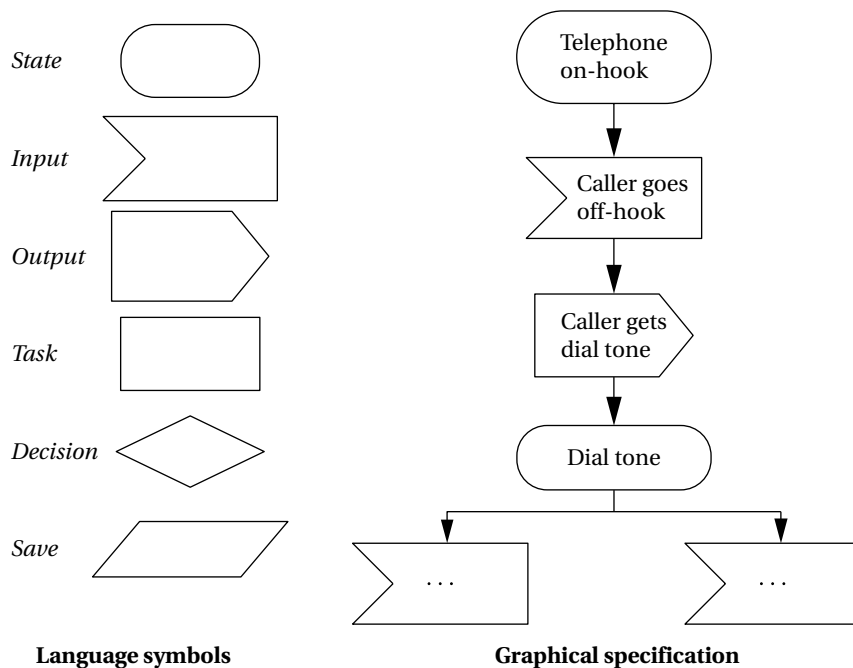 State
Input
Output
Task
Decision
Save
Language symbols
Telephone
on-hook
Caller goes
off-hook
Caller gets
dial tone
Dial tone
. . .
. . .
Graphical specification